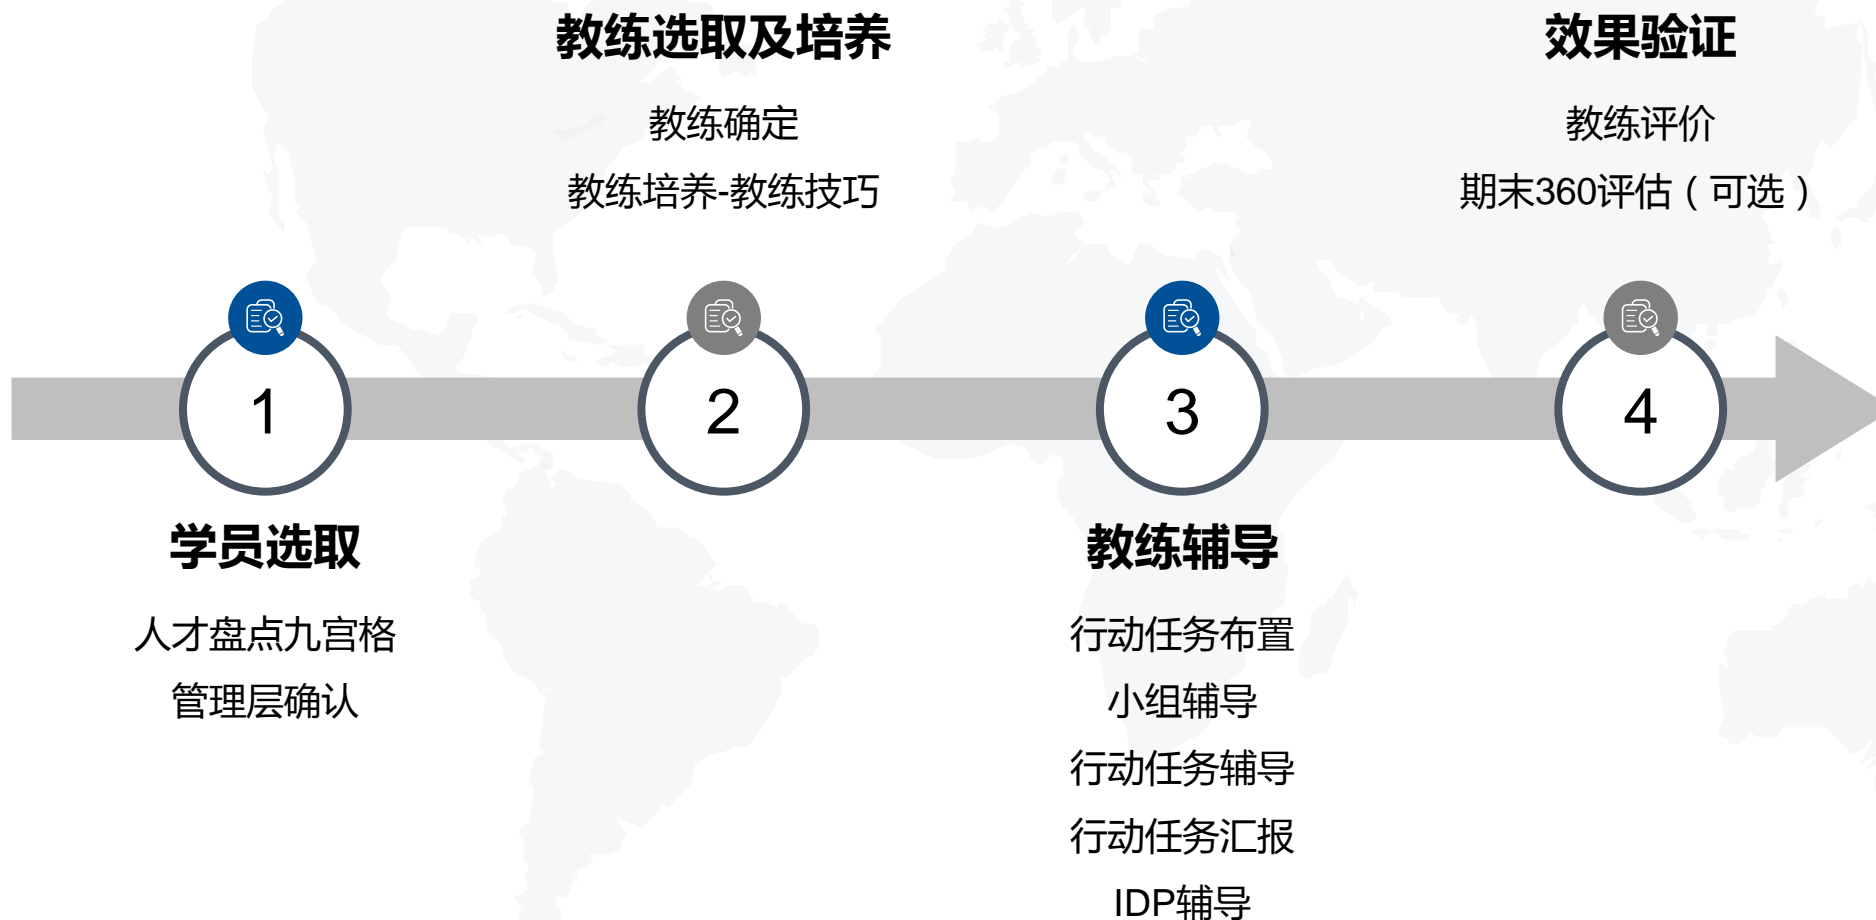 教练选取及培养
教练确定
教练培养-教练技巧
效果验证
教练评价
期末360评估（可选）
1
2
3
4
学员选取
人才盘点九宫格
管理层确认
教练辅导
行动任务布置
小组辅导
行动任务辅导
行动任务汇报
IDP辅导